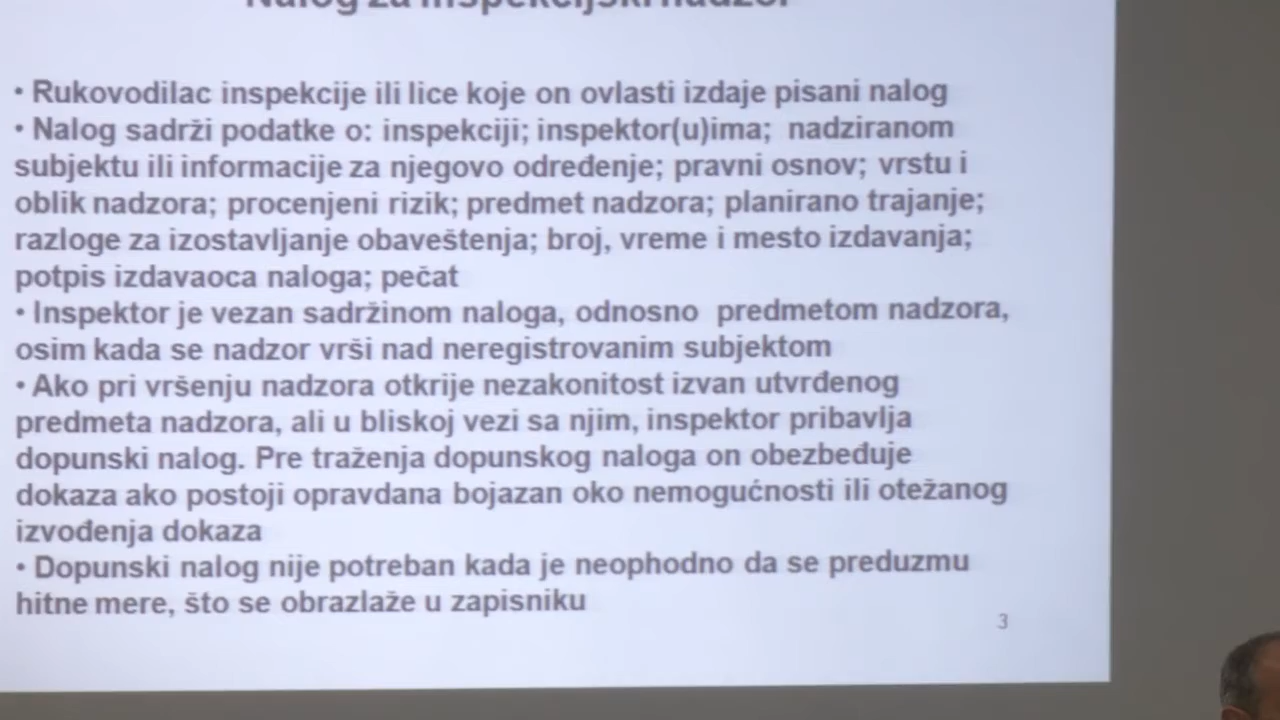 Nalog za inspekcijski nadzor
• Rukovodilac inspekcije ili lice koje on ovlasti izdaje pisani nalog
• Nalog sadrži podatke o: inspekciji; inspektor(u)ima; nadziranom
subjektu ili informacije za njegovo određenje; pravni osnov; vrstu i
oblik nadzora; procenjeni rizik; predmet nadzora; planirano trajanje;
razloge za izostavljanje obaveštenja; broj, vreme i mesto izdavanja;
potpis izdavaoca naloga; pečat
• Inspektor je vezan sadržinom naloga, odnosno predmetom nadzora,
osim kada se nadzor vrši nad neregistrovanim subjektom
• Ako pri vršenju nadzora otkrije nezakonitost izvan utvrđenog
predmeta nadzora, ali u bliskoj vezi sa njim, inspektor pribavlja
dopunski nalog. Pre traženja dopunskog naloga on obezbeđuje
dokaza ako postoji opravdana bojazan oko nemogućnosti ili otežanog
izvođenja dokaza
• Dopunski nalog nije potreban kada je neophodno da se preduzmu
hitne mere, što se obrazlaže u zapisniku
3